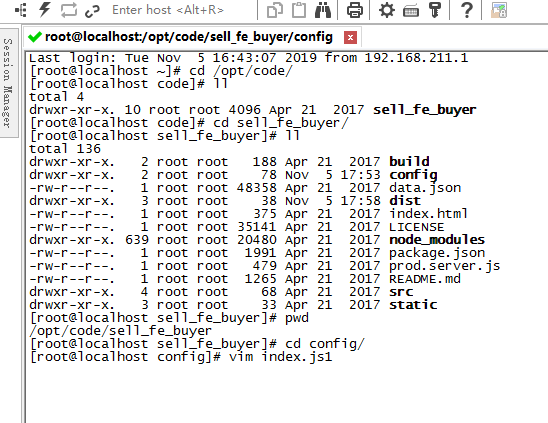 Enter host <Alt+R>
Session Manager
root@localhost:/opt/code/sell_fe_buyer/config
Last login: Tue Nov  5 16:43:07 2019 from 192.168.211.1
[root@localhost ~]# cd /opt/code/
[root@localhost code]# ll
total 4
drwxr-xr-x. 10 root root 4096 Apr 21  2017 sell_fe_buyer
[root@localhost code]# cd sell_fe_buyer/
[root@localhost sell_fe_buyer]# ll
total 136
drwxr-xr-x.   2 root root   188 Apr 21  2017 build
drwxr-xr-x.   2 root root    78 Nov  5 17:53 config
-rw-r--r--.   1 root root 48358 Apr 21  2017 data.json
drwxr-xr-x.   3 root root    38 Nov  5 17:58 dist
-rw-r--r--.   1 root root   375 Apr 21  2017 index.html
-rw-r--r--.   1 root root 35141 Apr 21  2017 LICENSE
drwxr-xr-x. 639 root root 20480 Apr 21  2017 node_modules
-rw-r--r--.   1 root root  1991 Apr 21  2017 package.json
-rw-r--r--.   1 root root   479 Apr 21  2017 prod.server.js
-rw-r--r--.   1 root root  1265 Apr 21  2017 README.md
drwxr-xr-x.   4 root root    68 Apr 21  2017 src
drwxr-xr-x.   3 root root    33 Apr 21  2017 static
[root@localhost sell_fe_buyer]# pwd
/opt/code/sell_fe_buyer
[root@localhost sell_fe_buyer]# cd config/
[root@localhost config]# vim index.js1